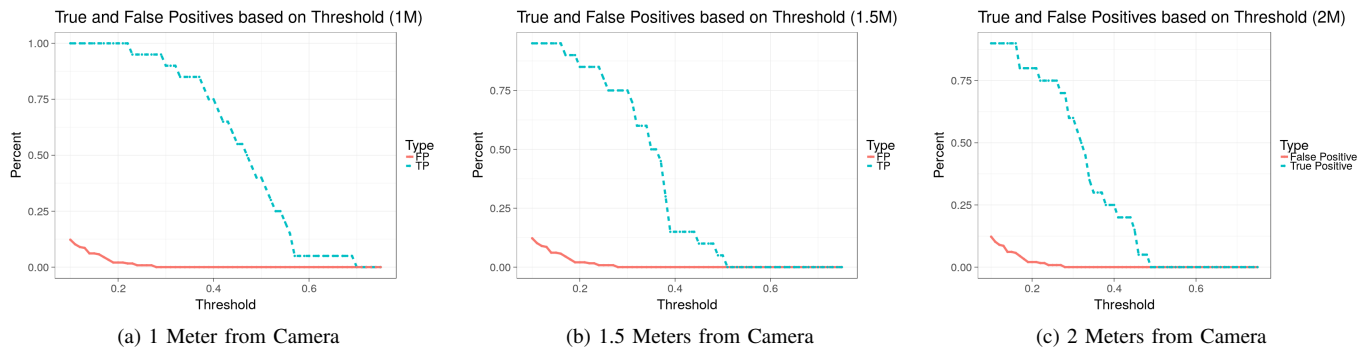 True and False Positives based on Threshold (1M)
1.00
0.75
0.50
0.25
0.00
Percent
0.2
0.6
Threshold
Type
FP
TP
(a) 1 Meter from Camera
True and False Positives based on Threshold (1.5M)
0.75
0.50
0.25
0.00
Percent
0.2
0.4
0.6
Threshold
Type
FP
TP
(b) 1.5 Meters from Camera
True and False Positives based on Threshold (2M)
0.75
0.50
0.25
0.00
Percent
0.2
0.4
0.6
Threshold
Type
False Positive
True Positive
(c) 2 Meters from Camera